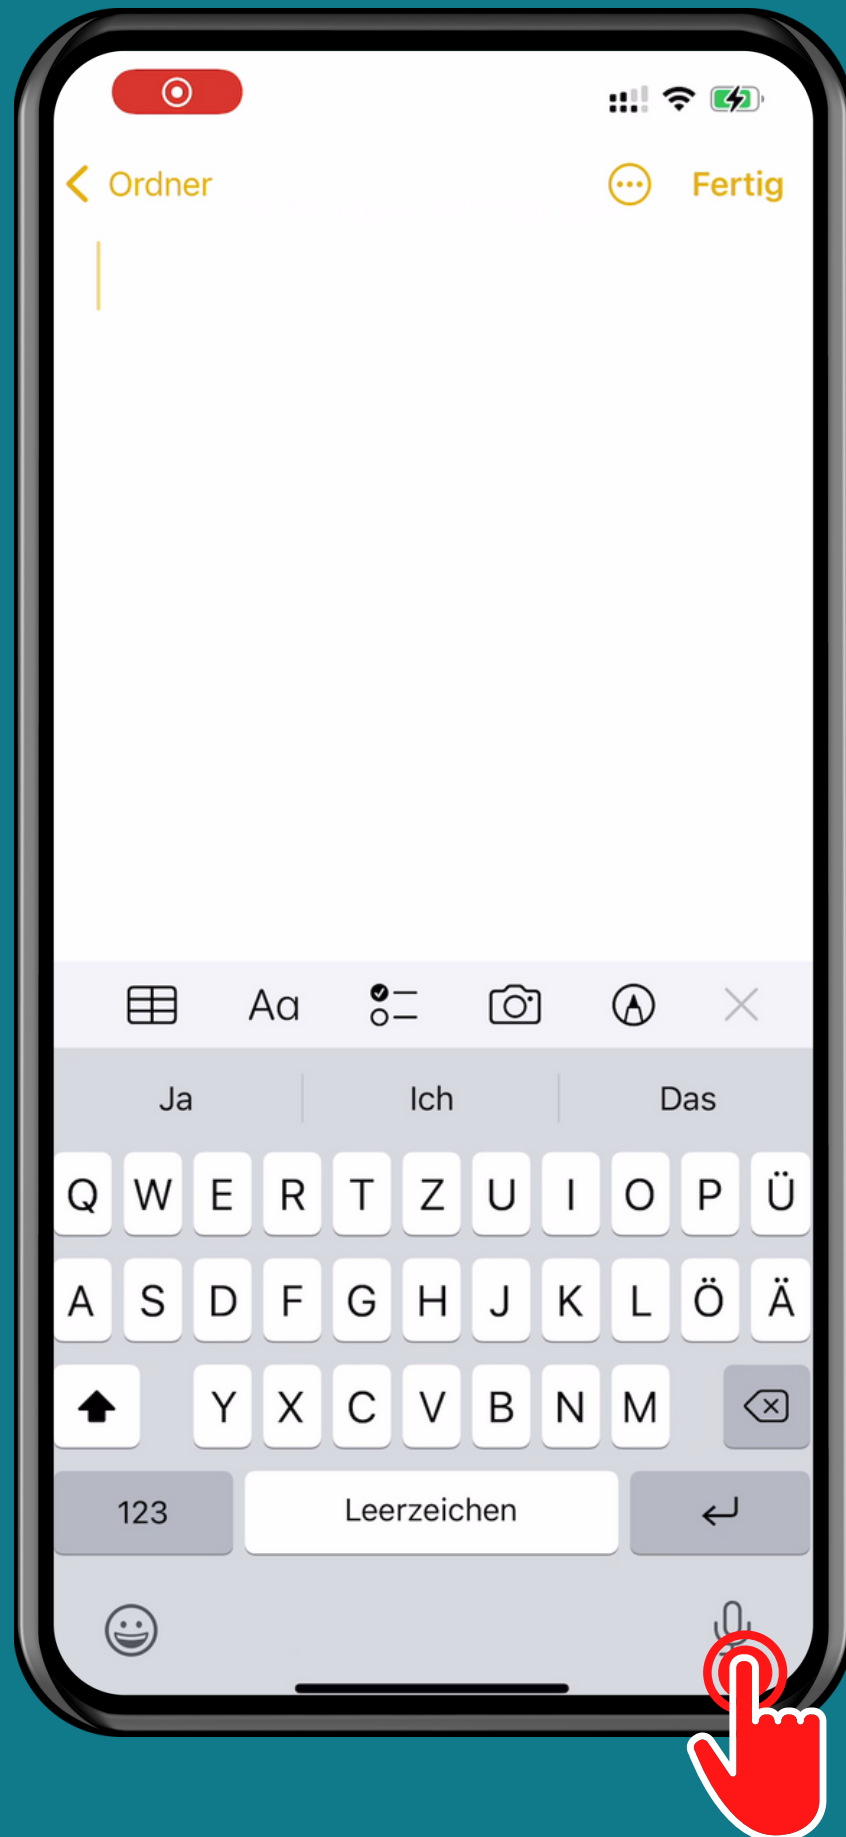 Ordner Fertig
Aa
Ja Ich Das
Q W E R T Z U I O P Ü
A S D F G H J K L Ö Ä
Y X C V B N M
123 Leerzeichen